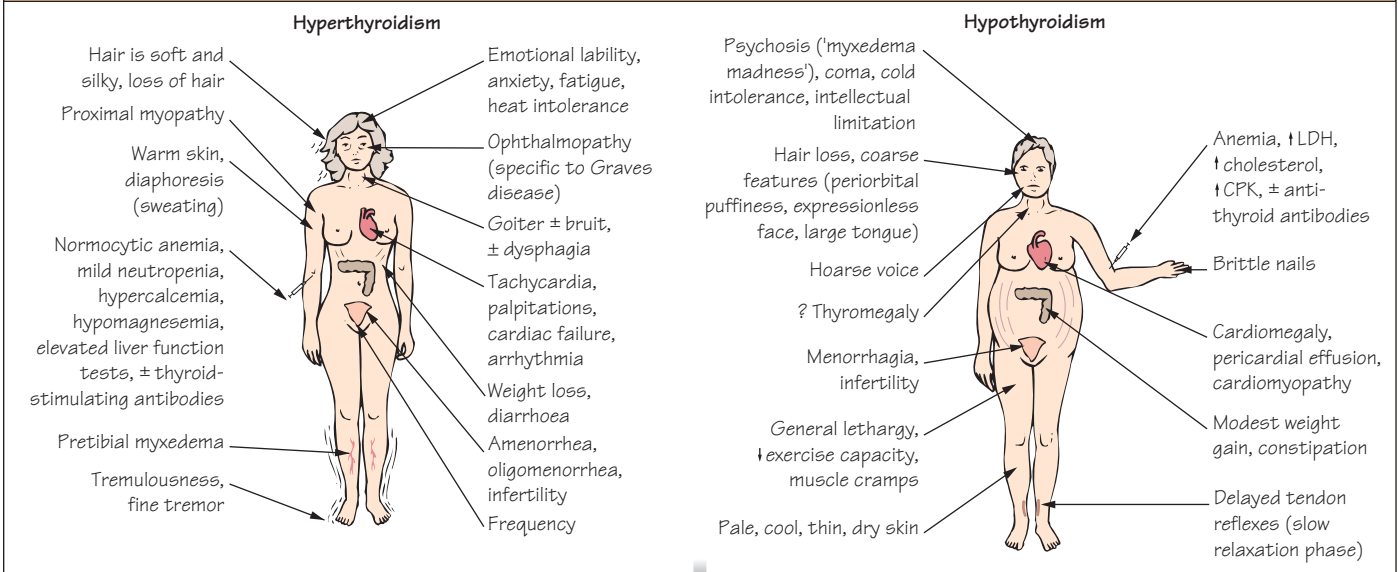 Hyperthyroidism
Hair is soft and
silky, loss of hair
Proximal myopathy
Warm skin,
diaphoresis
(sweating)
Normocytic anemia,
mild neutropenia,
hypercalcemia,
hypomagnesemia,
elevated liver function
tests, ± thyroid-
stimulating antibodies
Pretibial myxedema
Tremulousness,
fine tremor
Emotional lability,
anxiety, fatigue,
heat intolerance
Ophthalmopathy
(specific to Graves
disease)
Goiter ± bruit,
± dysphagia
Tachycardia,
palpitations,
cardiac failure,
arrhythmia
Weight loss,
diarrhoea
Amenorrhea,
oligomenorrhea,
infertility
Frequency
Hypothyroidism
Psychosis ('myxedema
madness'), coma, cold
intolerance, intellectual
limitation
Hair loss, coarse
features (periorbital
puffiness, expressionless
face, large tongue)
Hoarse voice
? Thyromegaly
Menorrhagia,
infertility
General lethargy,
⬇exercise capacity,
muscle cramps
Pale, cool, thin, dry skin
Anemia, ⬆LDH,
⬆cholesterol,
⬆CPK, ± anti-
thyroid antibodies
Brittle nails
Cardiomegaly,
pericardial effusion,
cardiomyopathy
Modest weight
gain, constipation
Delayed tendon
reflexes (slow
relaxation phase)